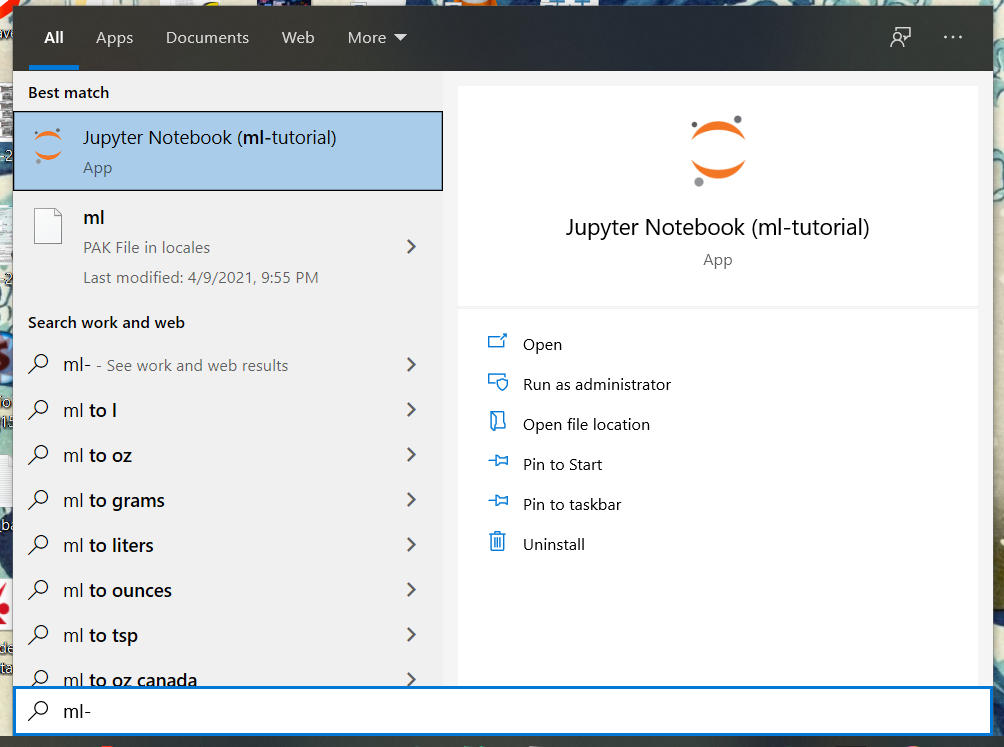 All Apps Documents Web More
Best match
Jupyter Notebook (ml-tutorial)
App
ml
PAK File in locales
Last modified: 4/9/2021, 9:55 PM
Search work and web
ml- - See work and web results
ml to l
ml to oz
ml to grams
ml to liters
ml to ounces
ml to tsp
ml to oz canada
Jupyter Notebook (ml-tutorial)
App
Open
Run as administrator
Open file location
Pin to Start
Pin to taskbar
Uninstall
ml-